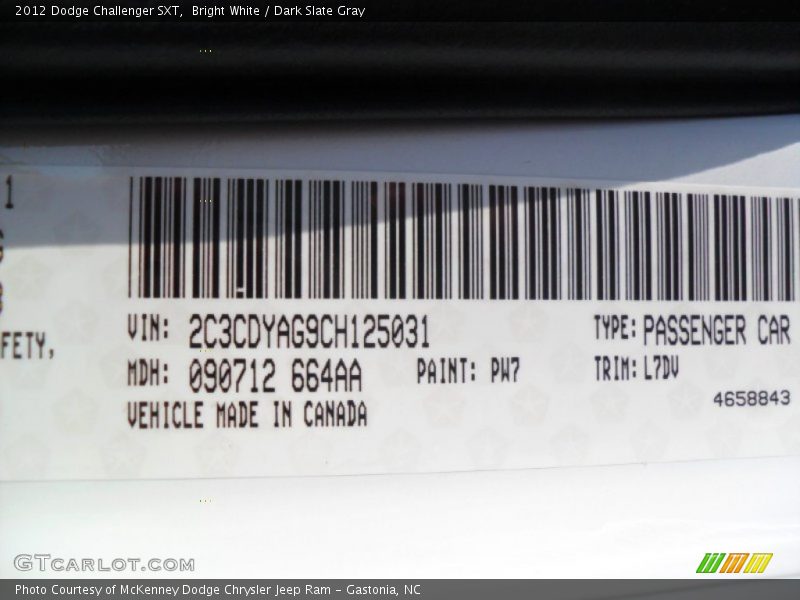 2012 Dodge Challenger SXT,  Bright White / Dark Slate Gray
1
FETY,
VIN: 2C3CDYAG9CH125031
TYPE: PASSENGER CAR
MDH: 090712 664AA
PAINT: PW7
TRIM: L7DV
VEHICLE MADE IN CANADA
4658843
GTCARLOT.COM
Photo Courtesy of McKenney Dodge Chrysler Jeep Ram – Gastonia, NC